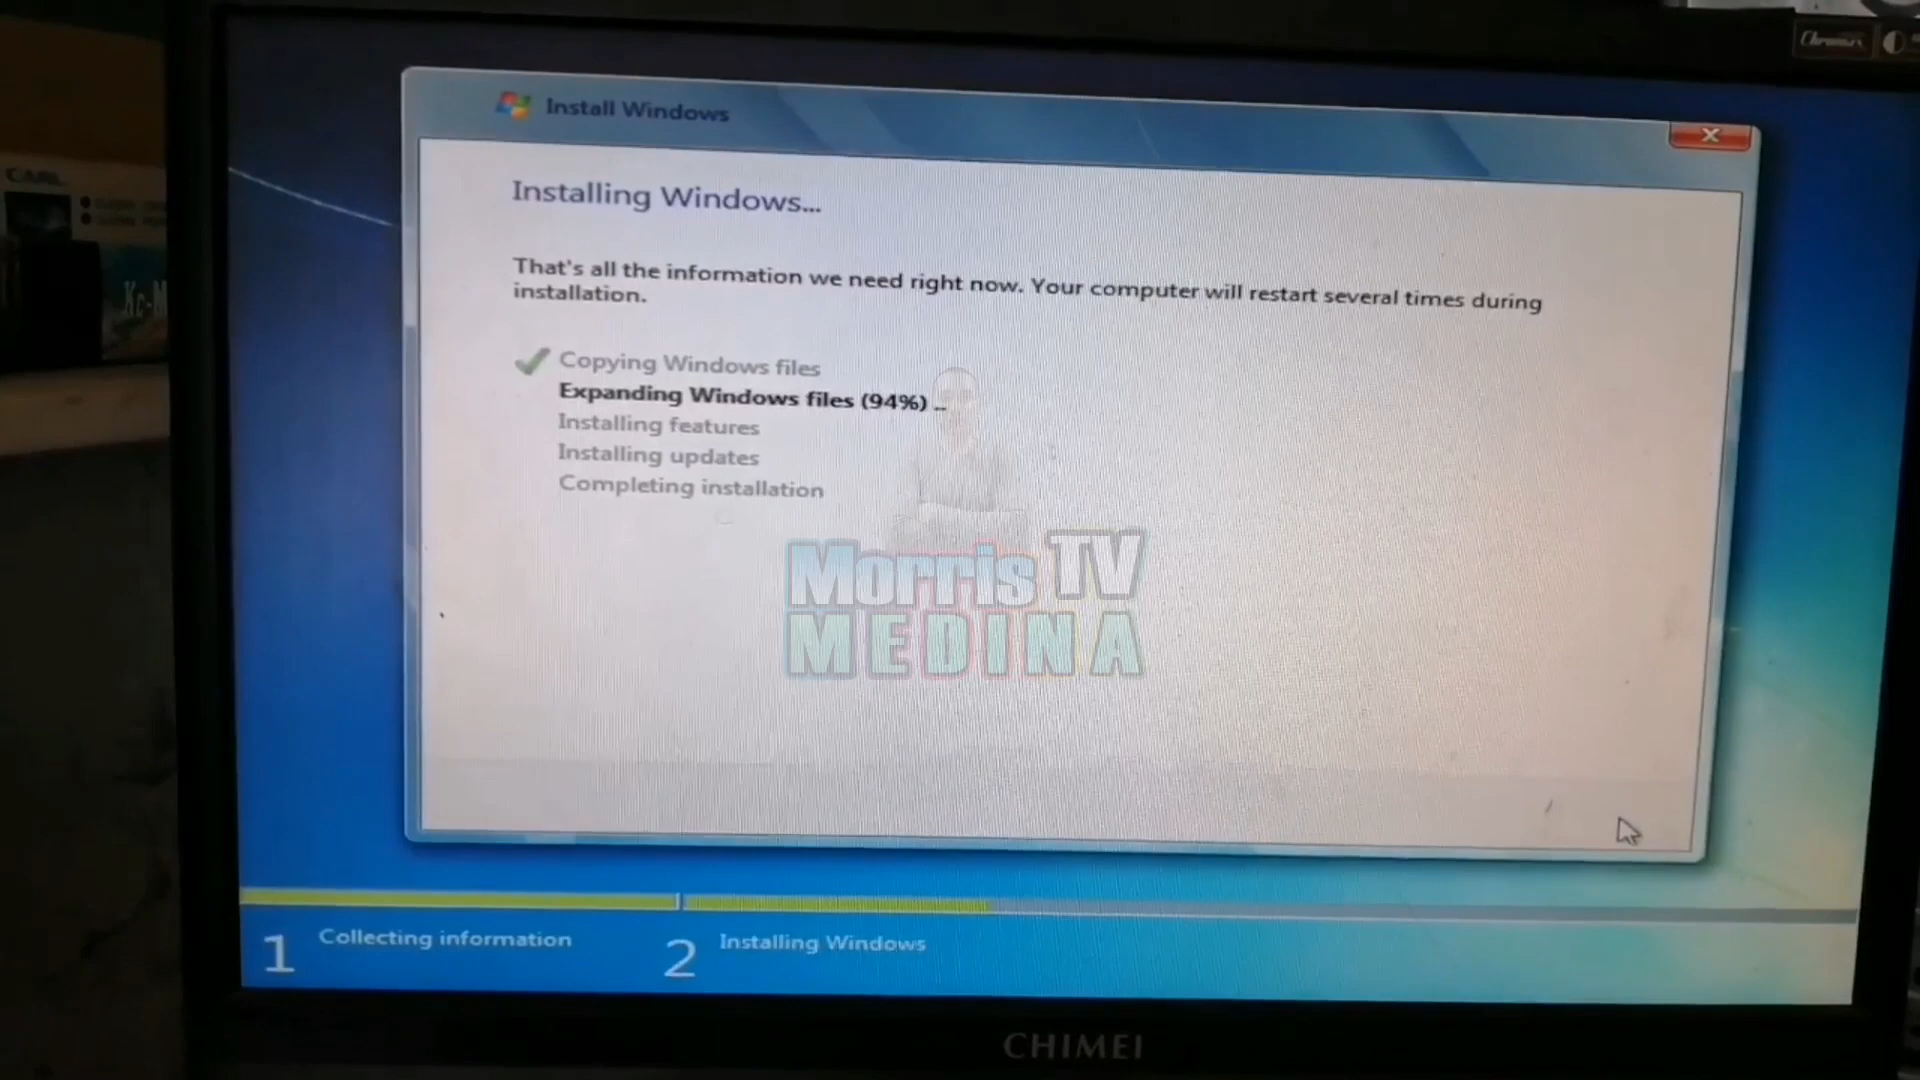 Chromax
Install Windows
CARL
Installing Windows...
That's all the information we need right now. Your computer will restart several times during
installation.
Copying Windows files
Expanding Windows files (94%) ..
Installing features
Installing updates
Completing installation
Morris TV
MEDINA
1 Collecting information
2 Installing Windows
CHIMEI